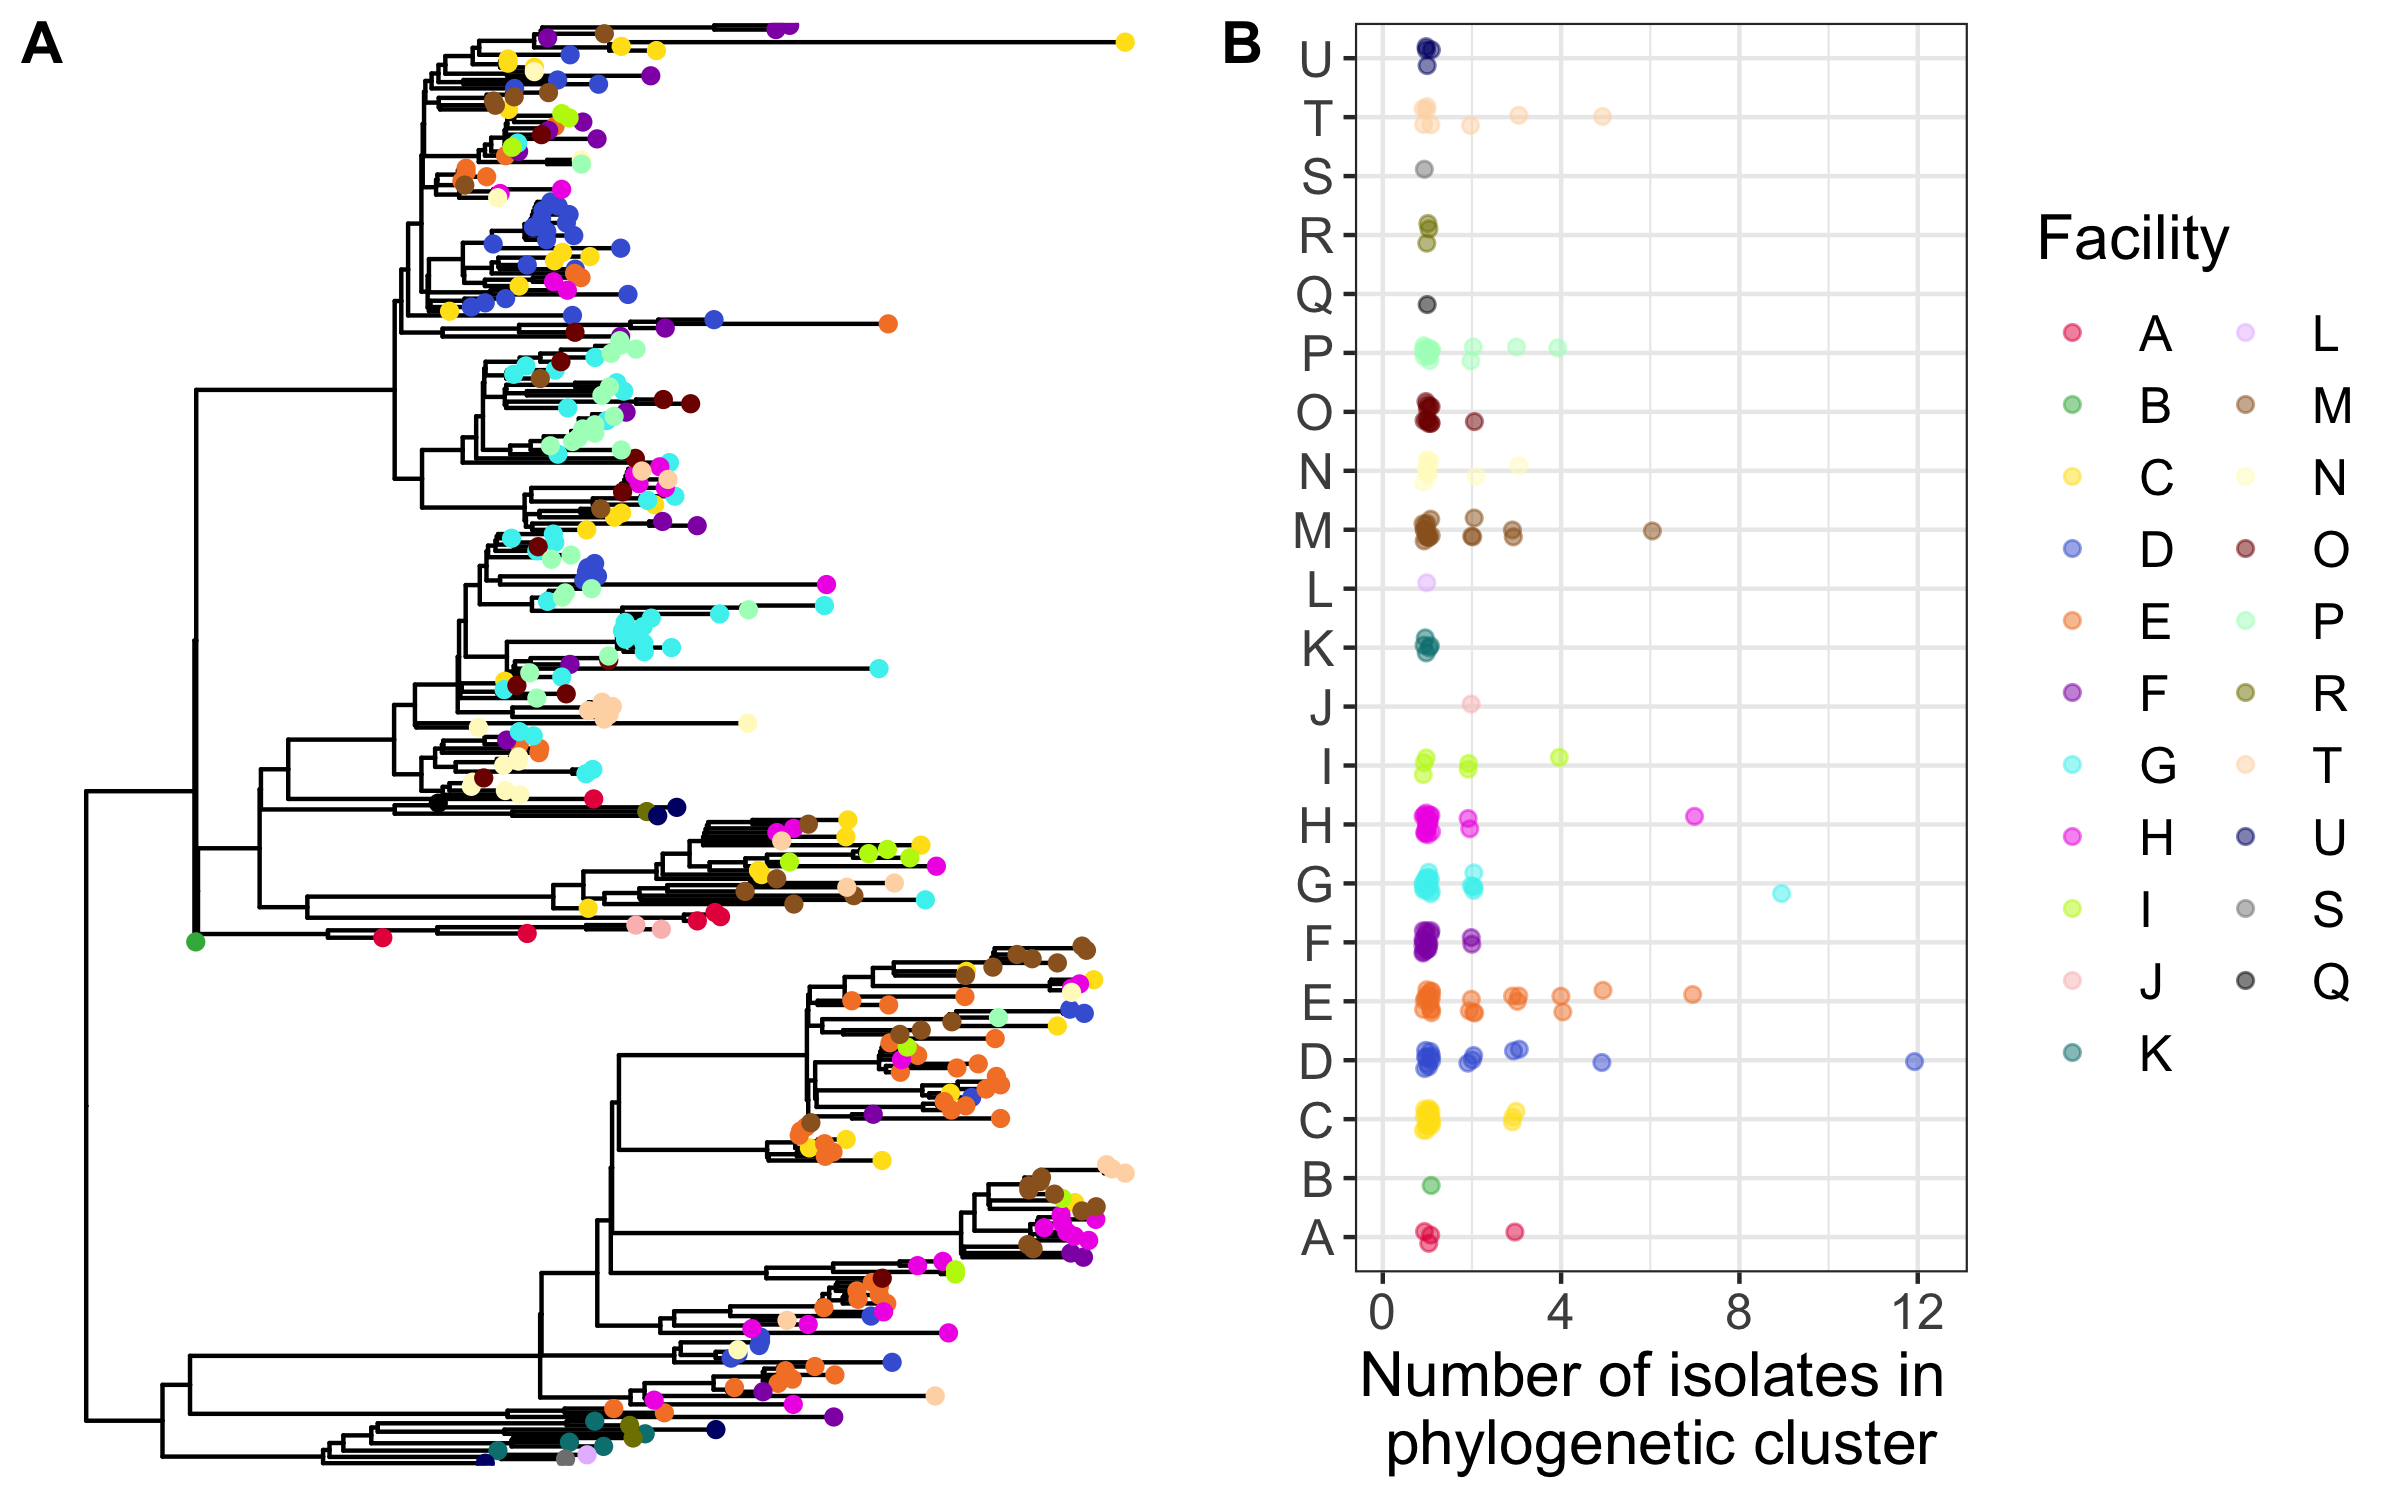 A
B
U
T
S
R
Q
P
O
N
M
L
K
J
I
H
G
F
E
D
C
B
A
0 4 8 12
Number of isolates in
phylogenetic cluster
Facility
A L
B M
C N
D O
E P
F R
G T
H U
I S
J Q
K